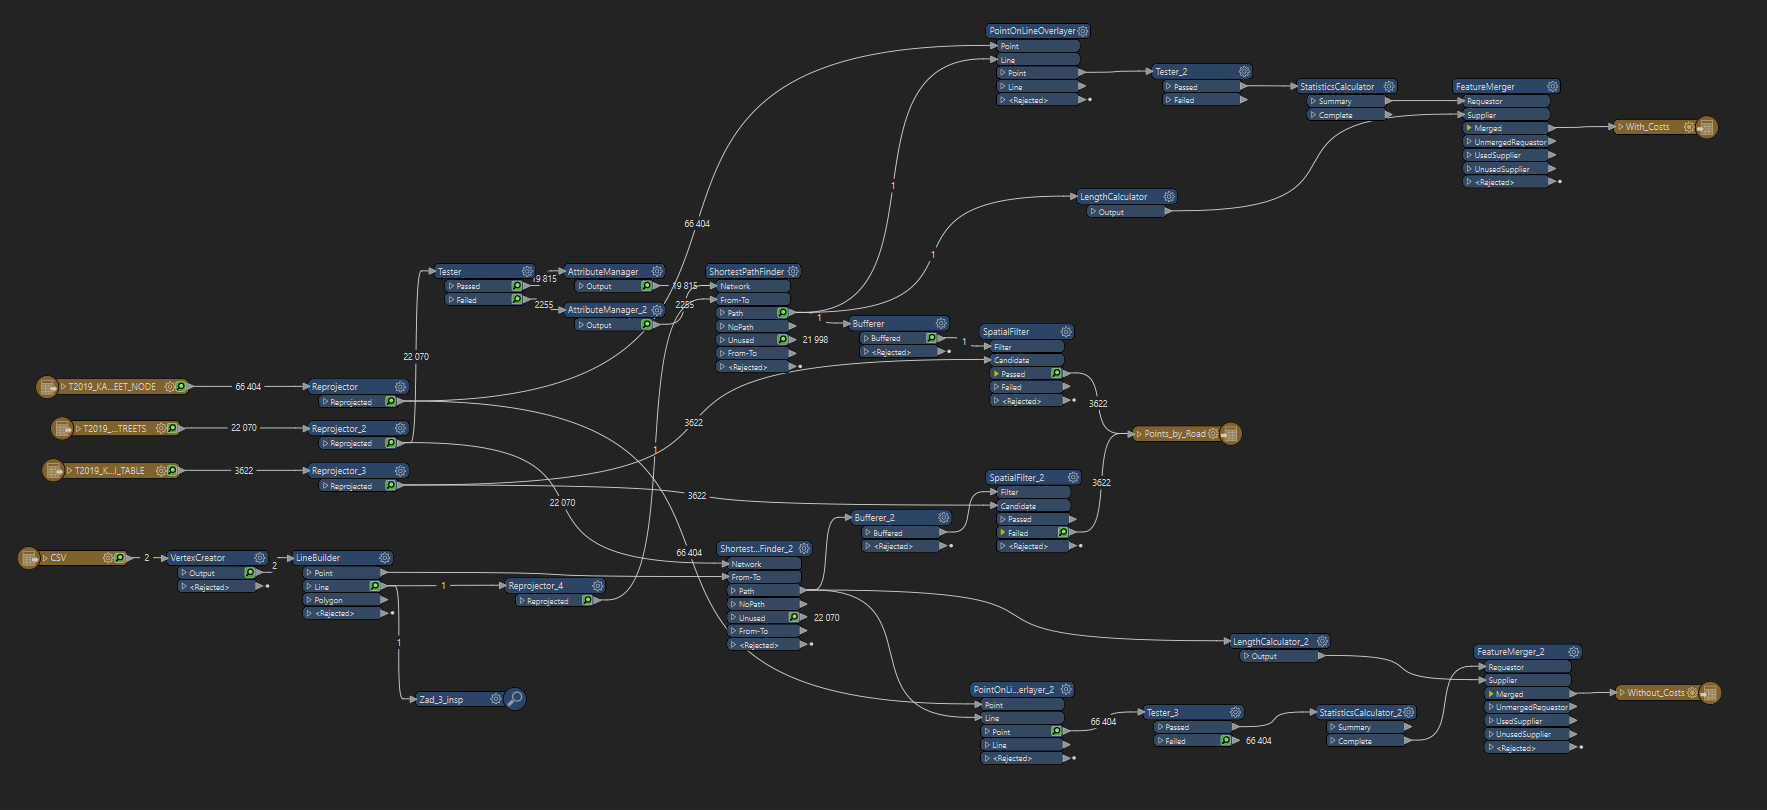 PointOnLineOverlayer
Point
Line
Point
Line
<Rejected>
Tester_2
Passed
Failed
StatisticsCalculator
Summary
Complete
FeatureMerger
Requestor
Supplier
Merged
UnmergedRequestor
UsedSupplier
UnusedSupplier
<Rejected>
With_Costs
1
66 404
LengthCalculator
Output
1
Tester
Passed
Failed
19 815
2255
AttributeManager
Output
AttributeManager_2
Output
19 815
2255
ShortestPathFinder
Network
From-To
Path
NoPath
Unused
From-To
<Rejected>
21 998
1
Bufferer
Buffered
<Rejected>
1
SpatialFilter
Filter
Candidate
Passed
Failed
<Rejected>
22 070
T2019_KA...EET_NODE
66 404
Reprojector
Reprojected
3622
3622
T2019_...TREETS
22 070
Reprojector_2
Reprojected
Points_by_Road
1
T2019_K...I_TABLE
3622
Reprojector_3
Reprojected
3622
22 070
SpatialFilter_2
Filter
Candidate
Passed
Failed
<Rejected>
3622
Bufferer_2
Buffered
<Rejected>
CSV
2
VertexCreator
Output
<Rejected>
2
LineBuilder
Point
Line
Polygon
<Rejected>
1
Reprojector_4
Reprojected
66 404
Shortest...Finder_2
Network
From-To
Path
NoPath
Unused
From-To
<Rejected>
22 070
1
Zad_3_insp
LengthCalculator_2
Output
PointOnLi...erlayer_2
Point
Line
Point
Line
<Rejected>
66 404
Tester_3
Passed
Failed
66 404
StatisticsCalculator_2
Summary
Complete
FeatureMerger_2
Requestor
Supplier
Merged
UnmergedRequestor
UsedSupplier
UnusedSupplier
<Rejected>
Without_Costs